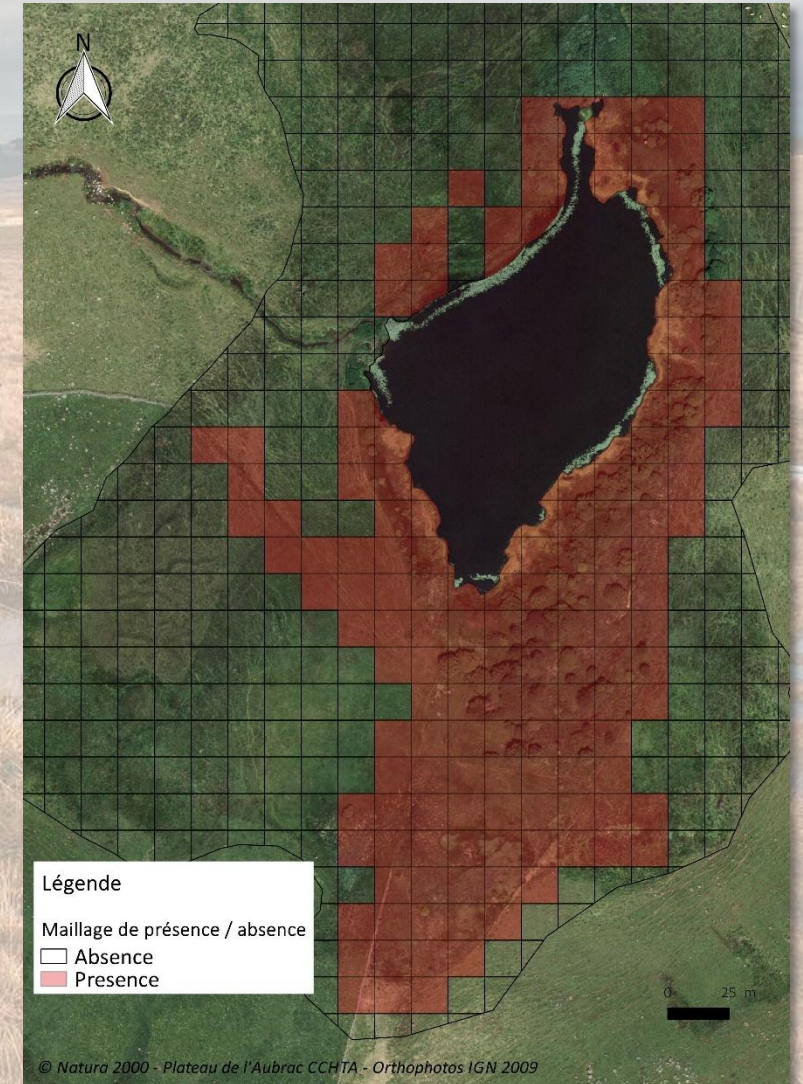 N
Légende
Maillage de présence / absence
Absence
Presence
0 25 m
© Natura 2000 - Plateau de l'Aubrac CCHTA - Orthophotos IGN 2009